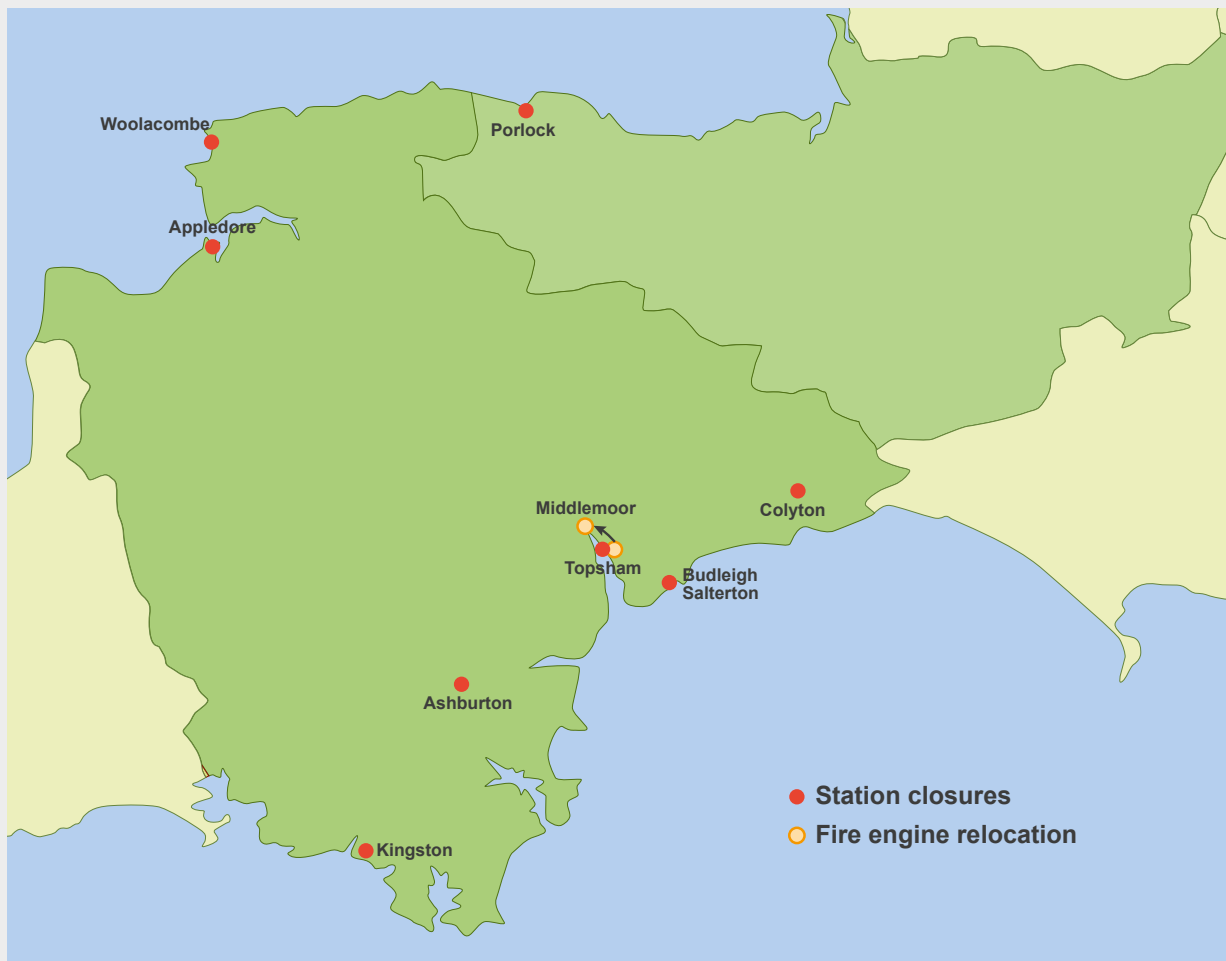 Woolacombe
Porlock
Appledore
Middlemoor
Colyton
Topsham
Budleigh
Salterton
Ashburton
Station closures
Fire engine relocation
Kingston